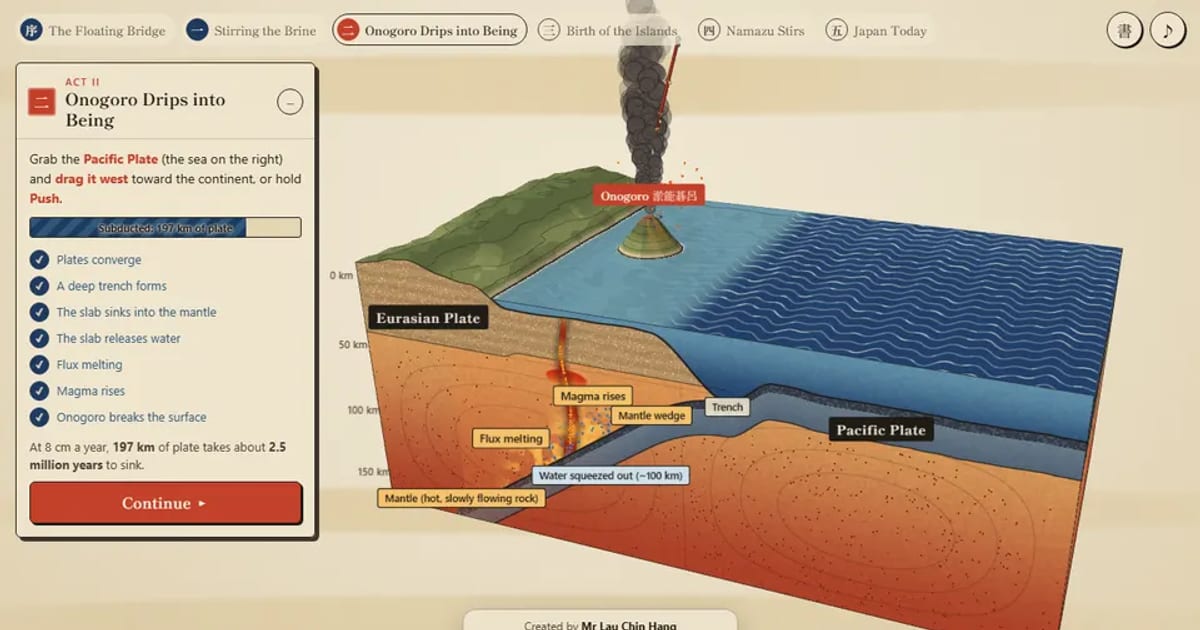 序 The Floating Bridge
一 Stirring the Brine
二 Onogoro Drips into Being
三 Birth of the Islands
四 Namazu Stirs
五 Japan Today
書
♪
二
ACT II
Onogoro Drips into
Being
–
Grab the Pacific Plate (the sea on the right)
and drag it west toward the continent, or hold
Push.
Subducted: 197 km of plate
✓ Plates converge
✓ A deep trench forms
✓ The slab sinks into the mantle
✓ The slab releases water
✓ Flux melting
✓ Magma rises
✓ Onogoro breaks the surface
At 8 cm a year, 197 km of plate takes about 2.5
million years to sink.
Continue ▸
Onogoro 淤能碁呂
0 km
Eurasian Plate
50 km
Magma rises
100 km
Mantle wedge
Trench
Pacific Plate
Flux melting
150 km
Water squeezed out (~100 km)
Mantle (hot, slowly flowing rock)
Created by Mr Lau Chin Hang